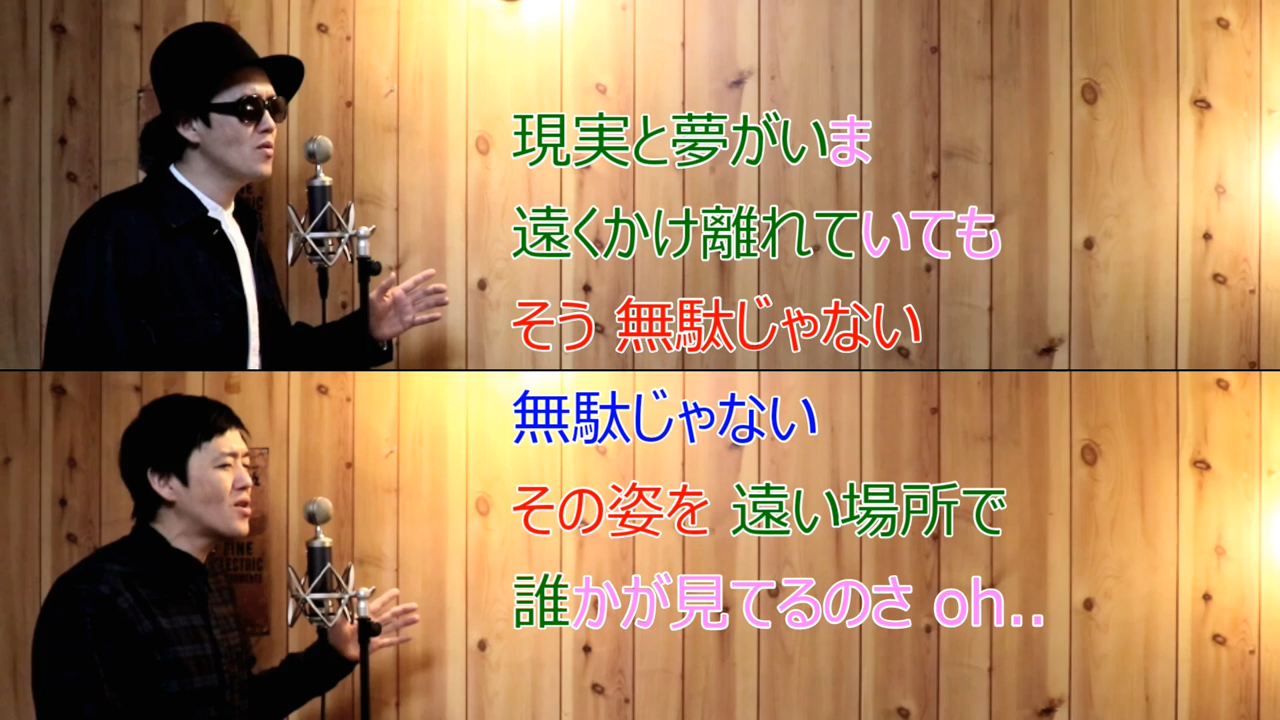 現実と夢がいま
遠くかけ離れていても
そう 無駄じゃない
無駄じゃない
その姿を 遠い場所で
誰かが見てるのさ oh..
ELECTRIC